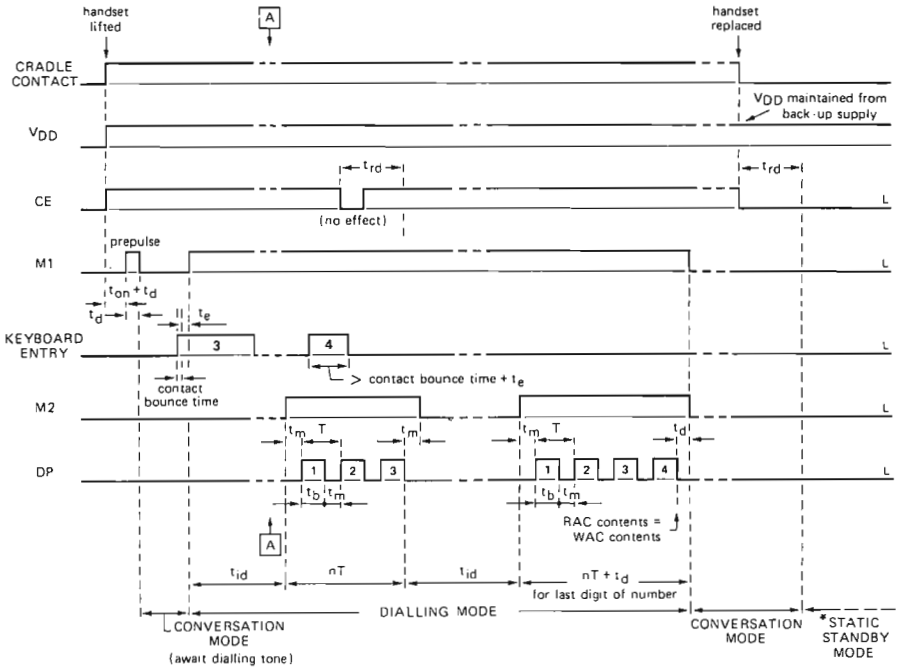 handset
lifted
A
handset
replaced
CRADLE
CONTACT
VDD maintained from
back-up supply
VDD
trd
trd
CE
(no effect)
L
prepulse
M1
L
ton + td
td
te
KEYBOARD
ENTRY
3
4
L
> contact bounce time + te
contact
bounce time
M2
L
tm
T
tm
tm
T
td
DP
1
2
3
1
2
3
4
L
tb
tm
tb
tm
RAC contents =
WAC contents
A
tid
nT
tid
nT + td
for last digit of number
DIALLING MODE
CONVERSATION
MODE
(await dialling tone)
CONVERSATION
MODE
*STATIC
STANDBY
MODE